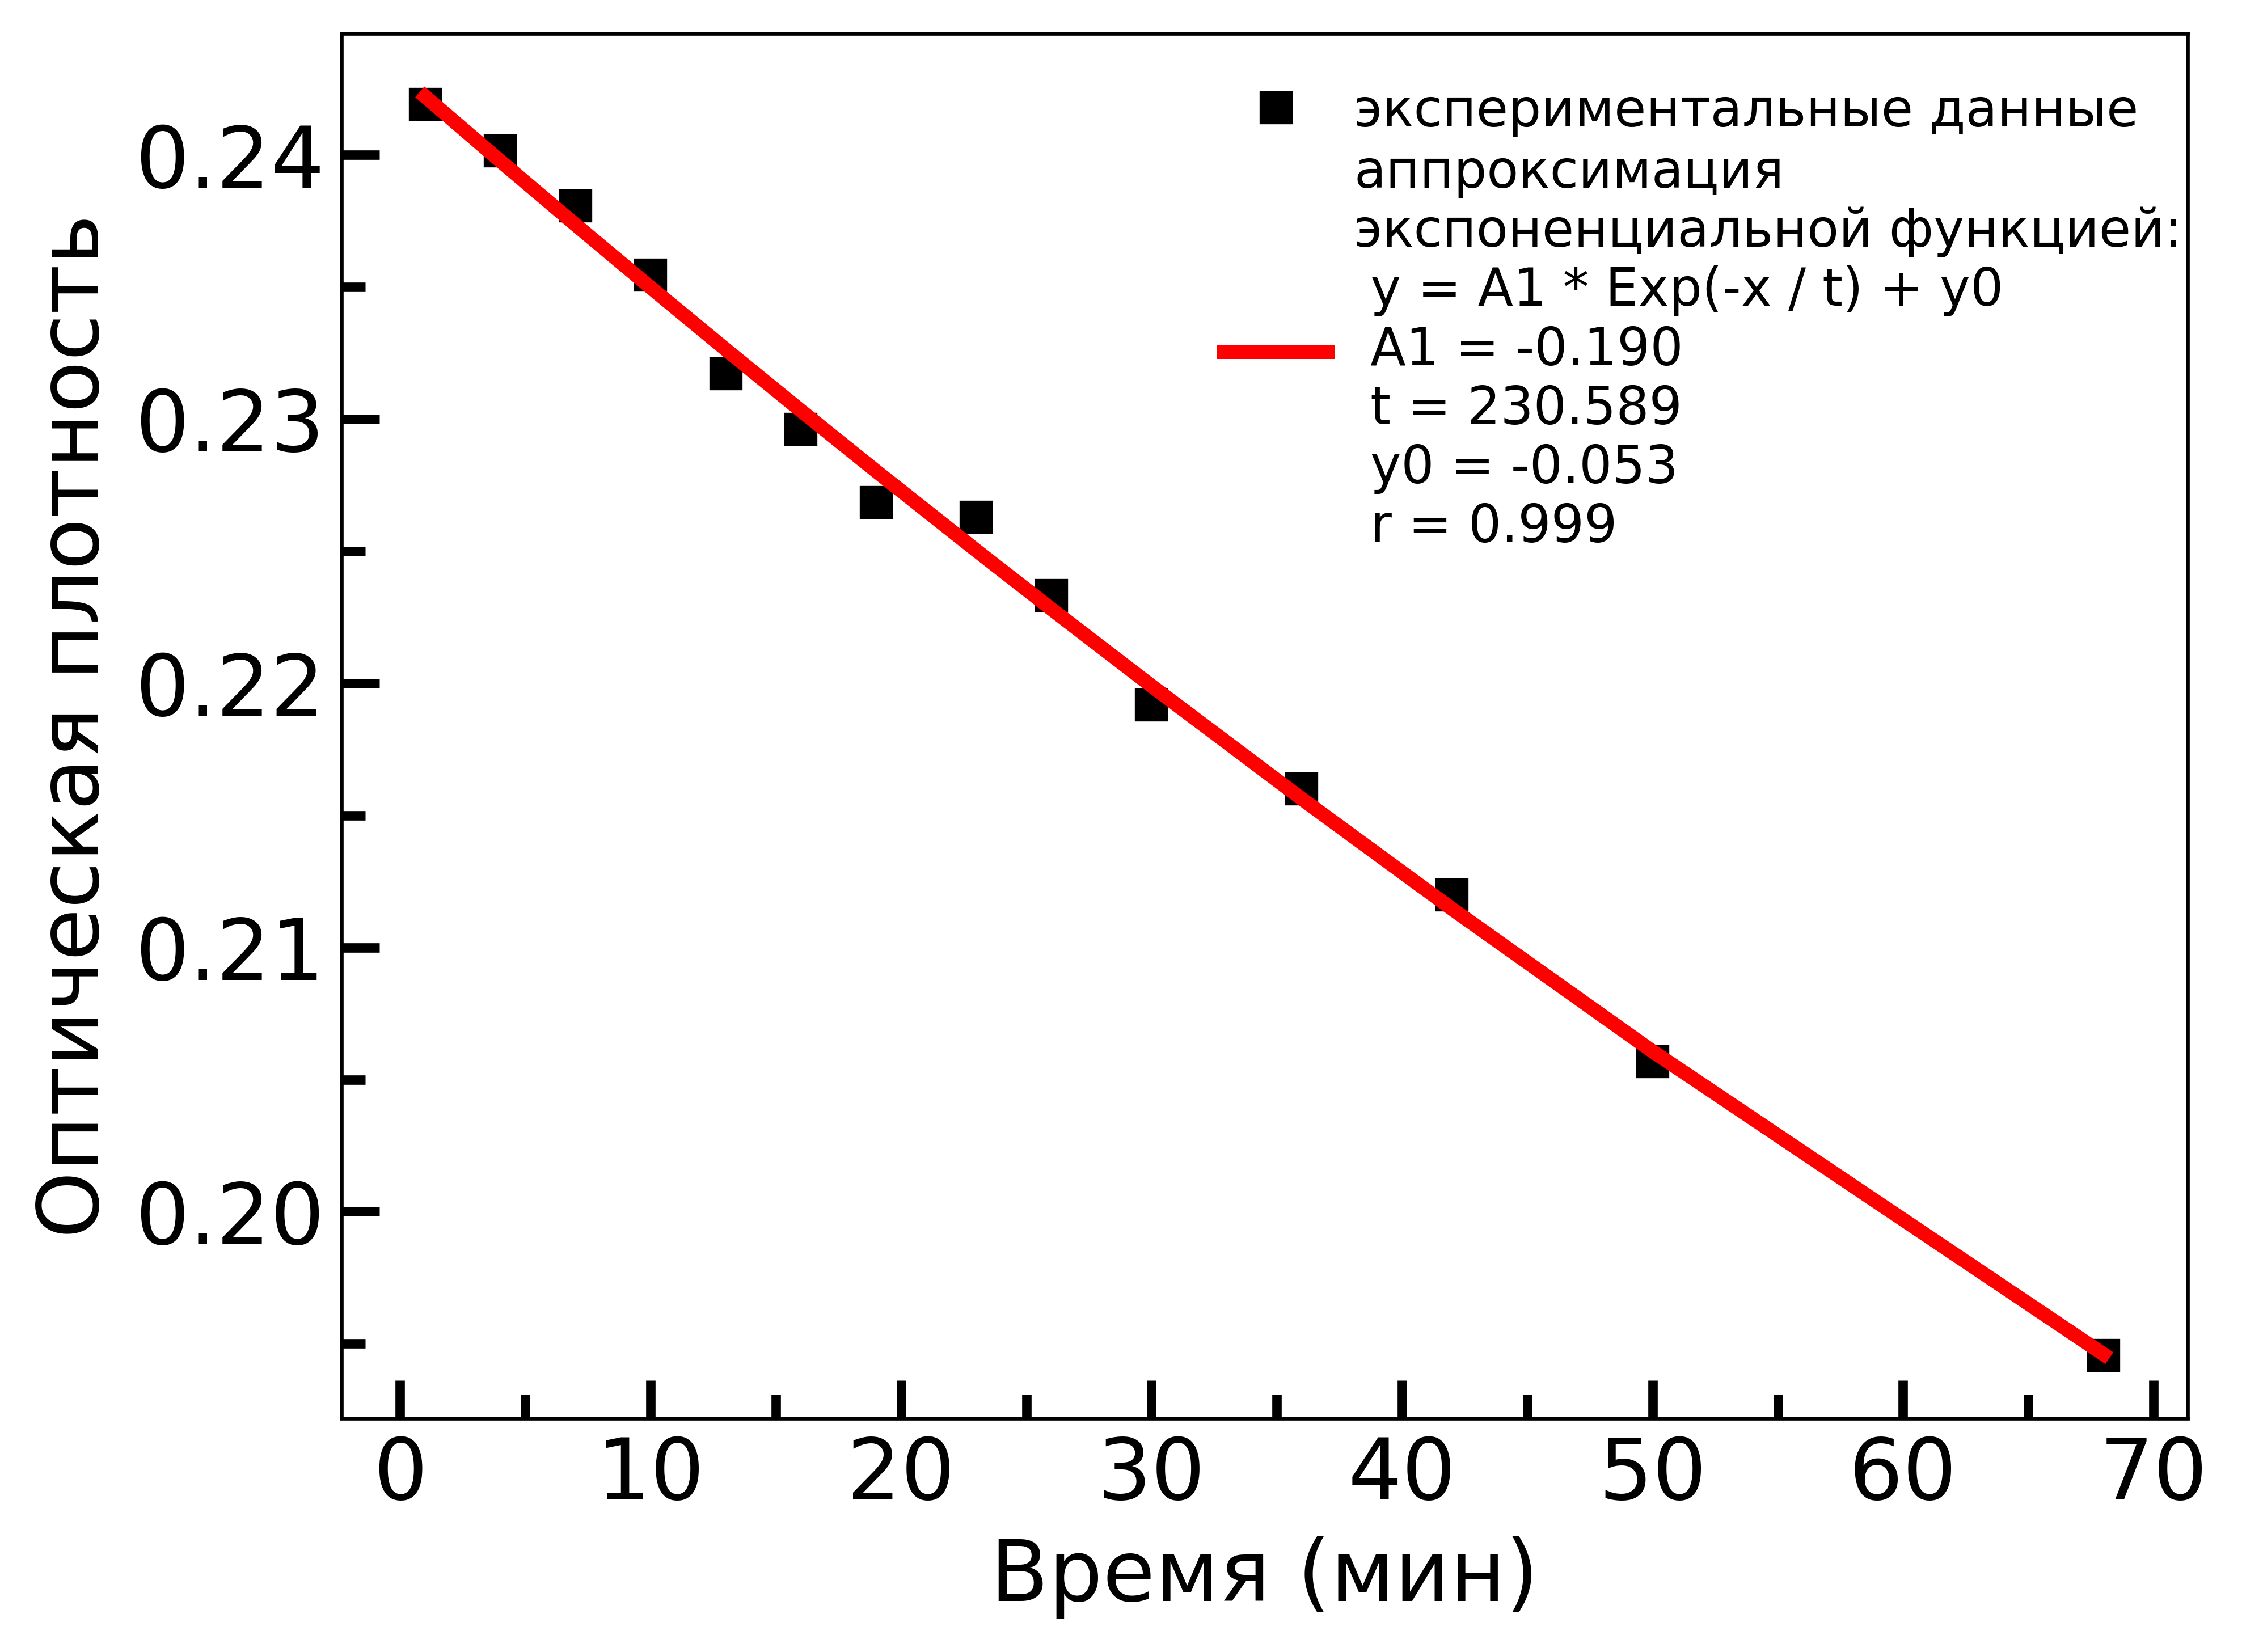 Оптическая плотность
0.24
0.23
0.22
0.21
0.20
экспериментальные данные
аппроксимация
экспоненциальной функцией:
y = A1 * Exp(-x / t) + y0
A1 = -0.190
t = 230.589
y0 = -0.053
r = 0.999
0 10 20 30 40 50 60 70
Время (мин)